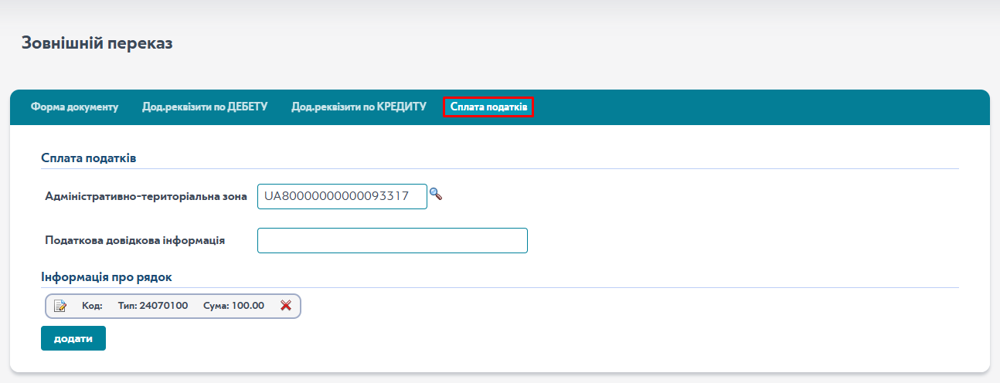 Зовнішній переказ
Форма документу Дод.реквізити по ДЕБЕТУ Дод.реквізити по КРЕДИТУ Сплата податків
Сплата податків
Адміністративно-територіальна зона UA80000000000093317
Податкова довідкова інформація
Інформація про рядок
Код: Тип: 24070100 Сума: 100.00
додати